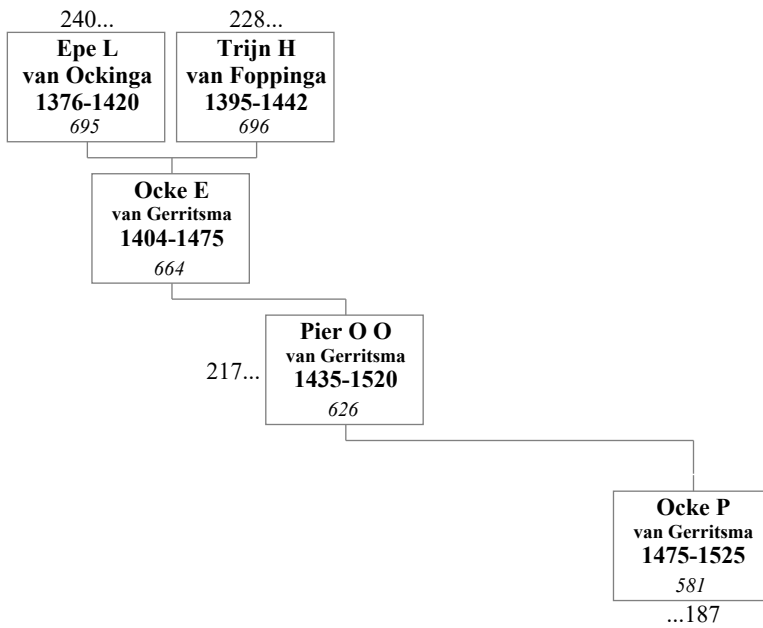 240...
Epe L
van Ockinga
1376-1420
695
228...
Trijn H
van Foppinga
1395-1442
696
Ocke E
van Gerritsma
1404-1475
664
217...
Pier O O
van Gerritsma
1435-1520
626
Ocke P
van Gerritsma
1475-1525
581
...187